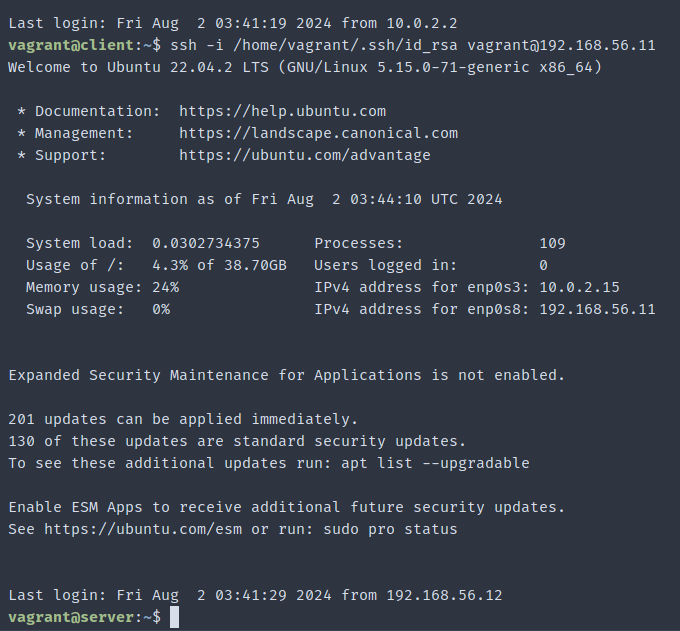 Last login: Fri Aug  2 03:41:19 2024 from 10.0.2.2
vagrant@client:~$ ssh -i /home/vagrant/.ssh/id_rsa vagrant@192.168.56.11
Welcome to Ubuntu 22.04.2 LTS (GNU/Linux 5.15.0-71-generic x86_64)

 * Documentation:  https://help.ubuntu.com
 * Management:     https://landscape.canonical.com
 * Support:        https://ubuntu.com/advantage

  System information as of Fri Aug  2 03:44:10 UTC 2024

  System load:  0.0302734375      Processes:               109
  Usage of /:   4.3% of 38.70GB   Users logged in:         0
  Memory usage: 24%               IPv4 address for enp0s3: 10.0.2.15
  Swap usage:   0%                IPv4 address for enp0s8: 192.168.56.11


Expanded Security Maintenance for Applications is not enabled.

201 updates can be applied immediately.
130 of these updates are standard security updates.
To see these additional updates run: apt list --upgradable

Enable ESM Apps to receive additional future security updates.
See https://ubuntu.com/esm or run: sudo pro status


Last login: Fri Aug  2 03:41:29 2024 from 192.168.56.12
vagrant@server:~$